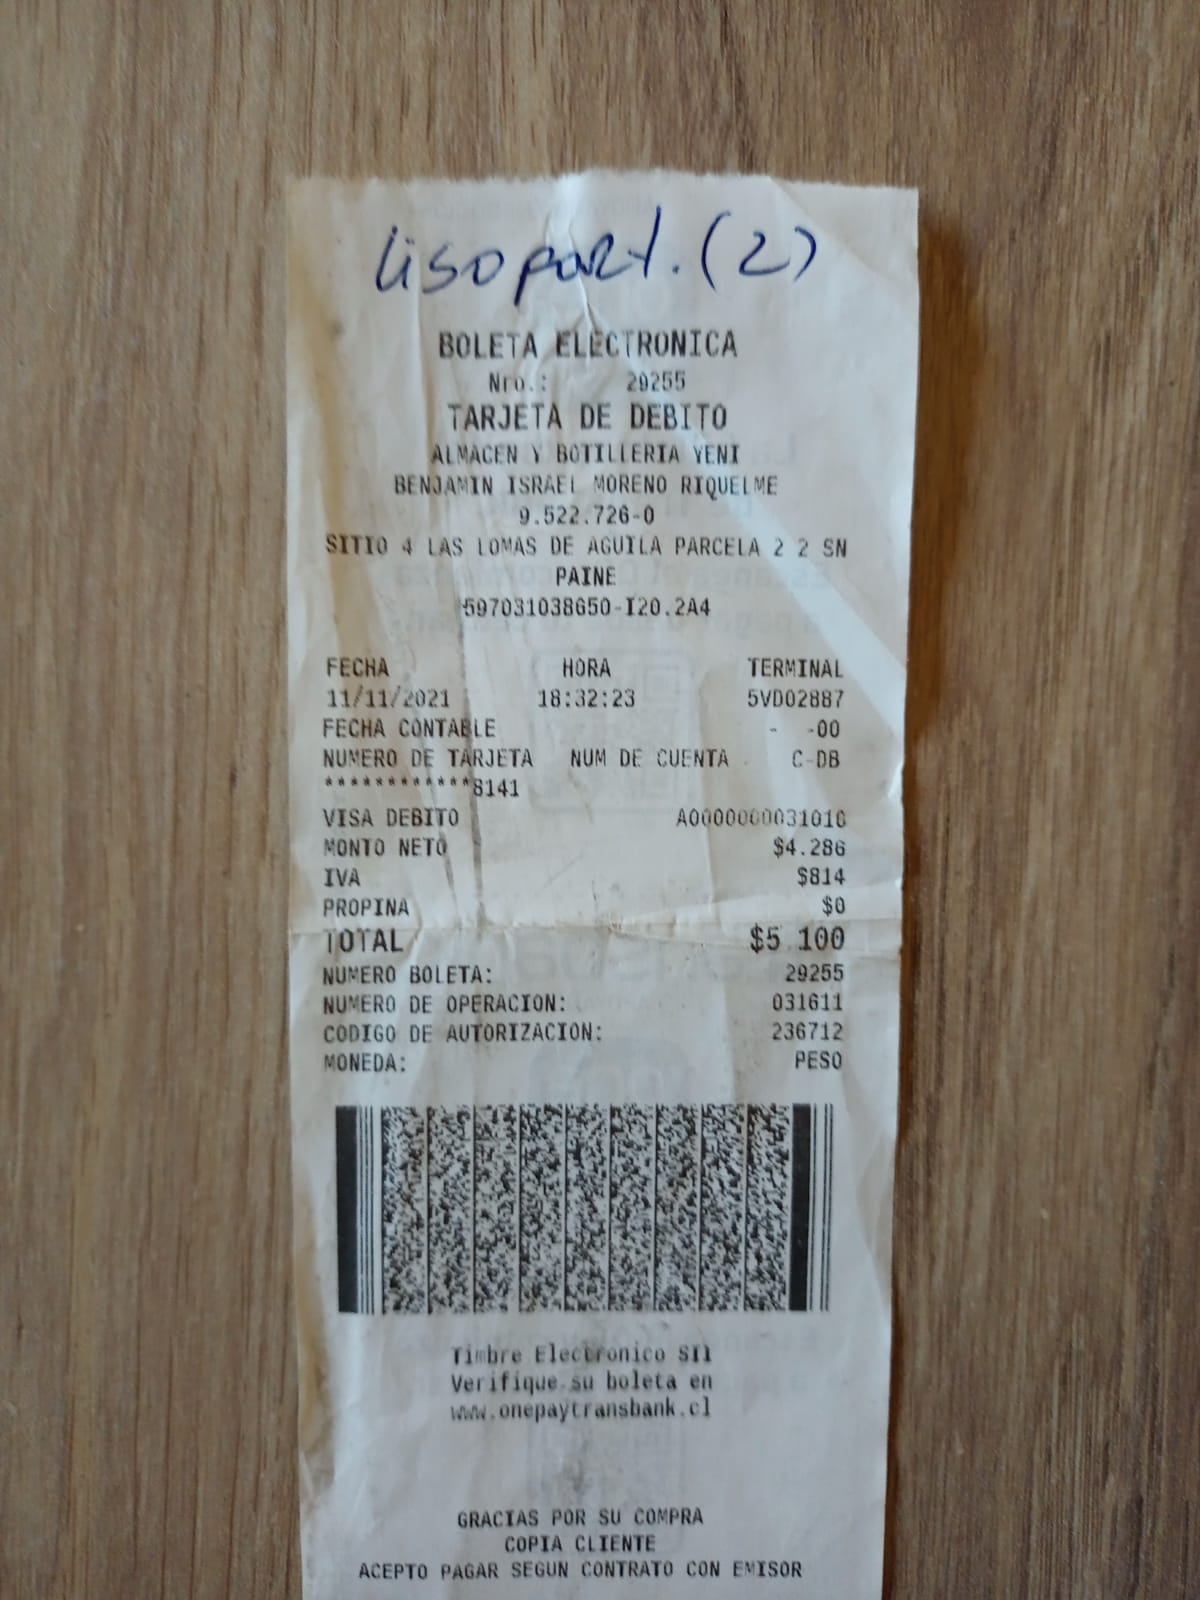 Lisopart. (2)
BOLETA ELECTRONICA
Nro.: 29255
TARJETA DE DEBITO
ALMACEN Y BOTILLERIA YENI
BENJAMIN ISRAEL MORENO RIQUELME
9.522.726-0
SITIO 4 LAS LOMAS DE AGUILA PARCELA 2 2 SN
PAINE
597031038650-I20.2A4
FECHA HORA TERMINAL
11/11/2021 18:32:23 5VD02887
FECHA CONTABLE - -00
NUMERO DE TARJETA NUM DE CUENTA C-DB
************8141
VISA DEBITO A0000000031010
MONTO NETO $4.286
IVA $814
PROPINA $0
TOTAL $5 100
NUMERO BOLETA: 29255
NUMERO DE OPERACION: 031611
CODIGO DE AUTORIZACION: 236712
MONEDA: PESO
Timbre Electronico SII
Verifique su boleta en
www.onepaytransbank.cl
GRACIAS POR SU COMPRA
COPIA CLIENTE
ACEPTO PAGAR SEGUN CONTRATO CON EMISOR